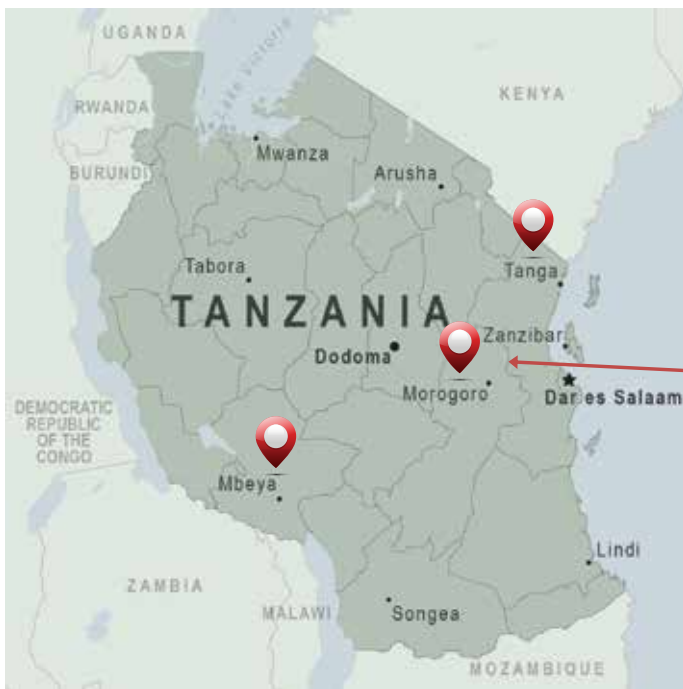 UGANDA
Lake Victoria
KENYA
RWANDA
Mwanza
BURUNDI
Arusha
Tabora
Tanga
TANZANIA
Zanzibar
Dodoma
Morogoro
Dar es Salaam
DEMOCRATIC
REPUBLIC
OF THE
CONGO
Mbeya
Lindi
ZAMBIA
MALAWI
Songea
MOZAMBIQUE